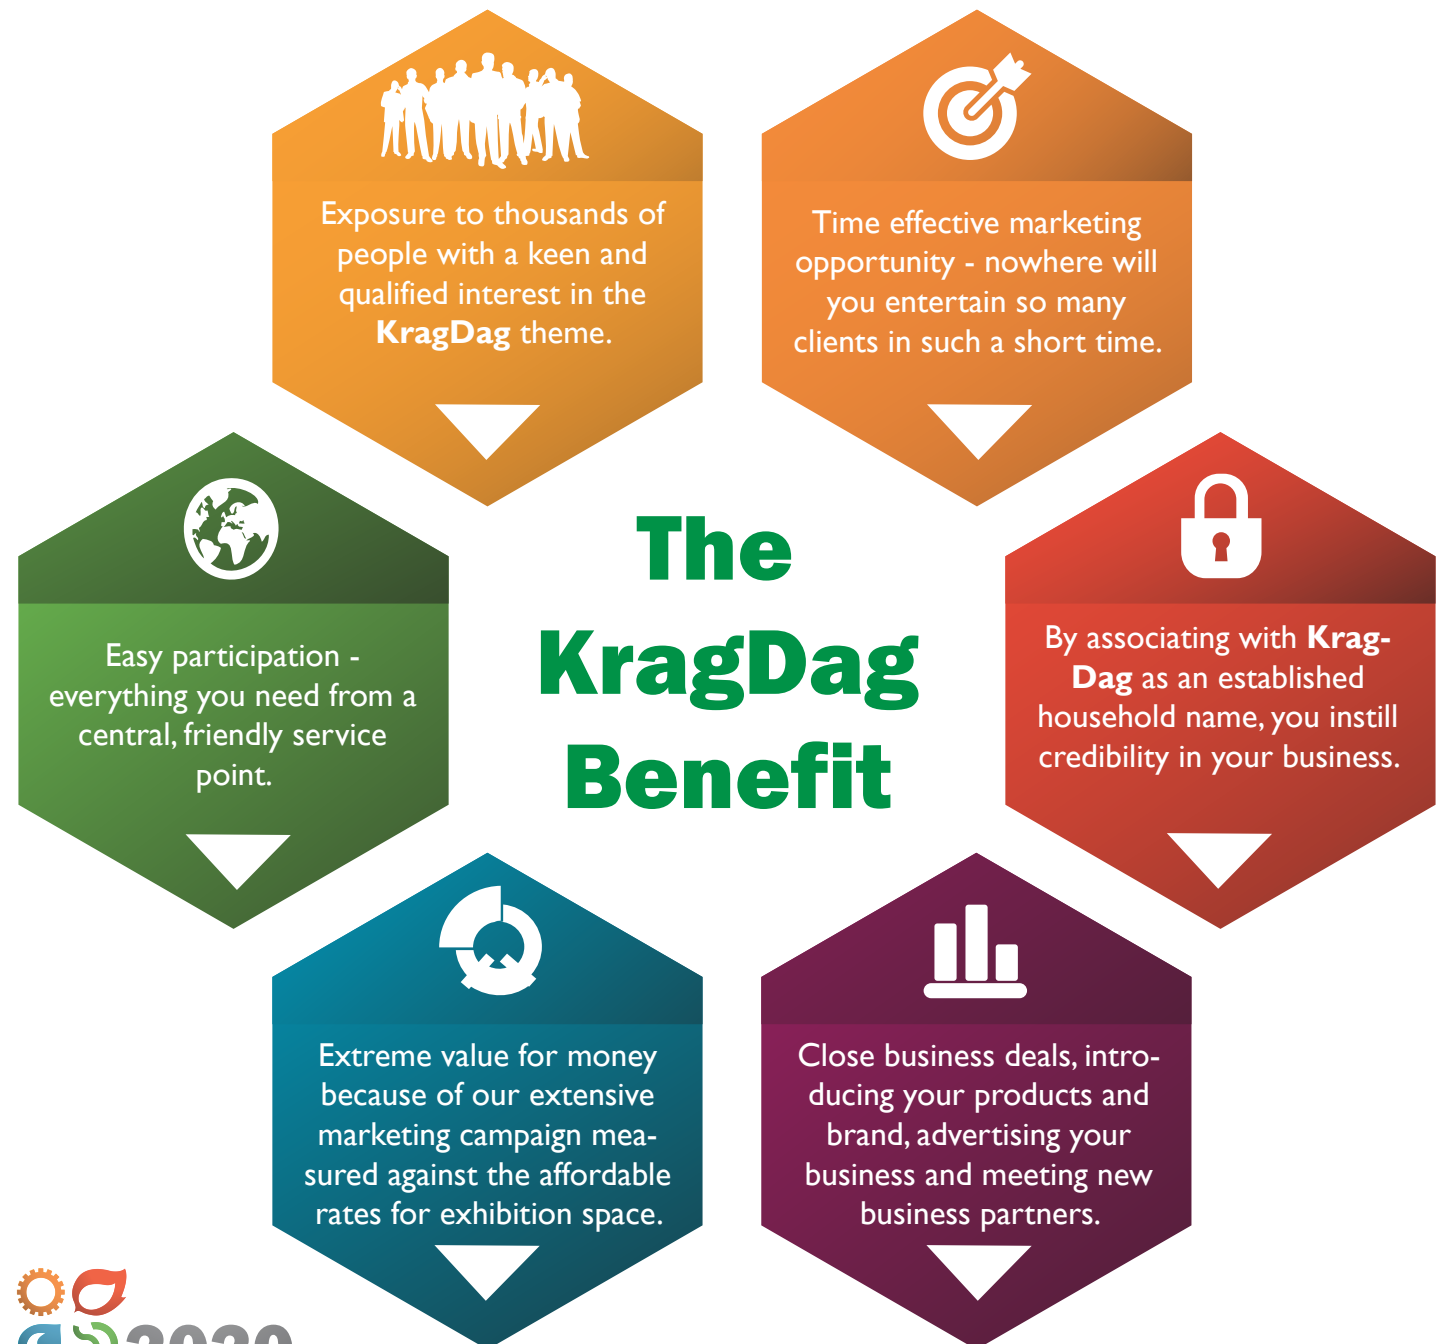 Exposure to thousands of
people with a keen and
qualified interest in the
KragDag theme.
Time effective marketing
opportunity - nowhere will
you entertain so many
clients in such a short time.
Easy participation -
everything you need from a
central, friendly service
point.
The
KragDag
Benefit
By associating with Krag-
Dag as an established
household name, you instill
credibility in your business.
Extreme value for money
because of our extensive
marketing campaign mea-
sured against the affordable
rates for exhibition space.
Close business deals, intro-
ducing your products and
brand, advertising your
business and meeting new
business partners.